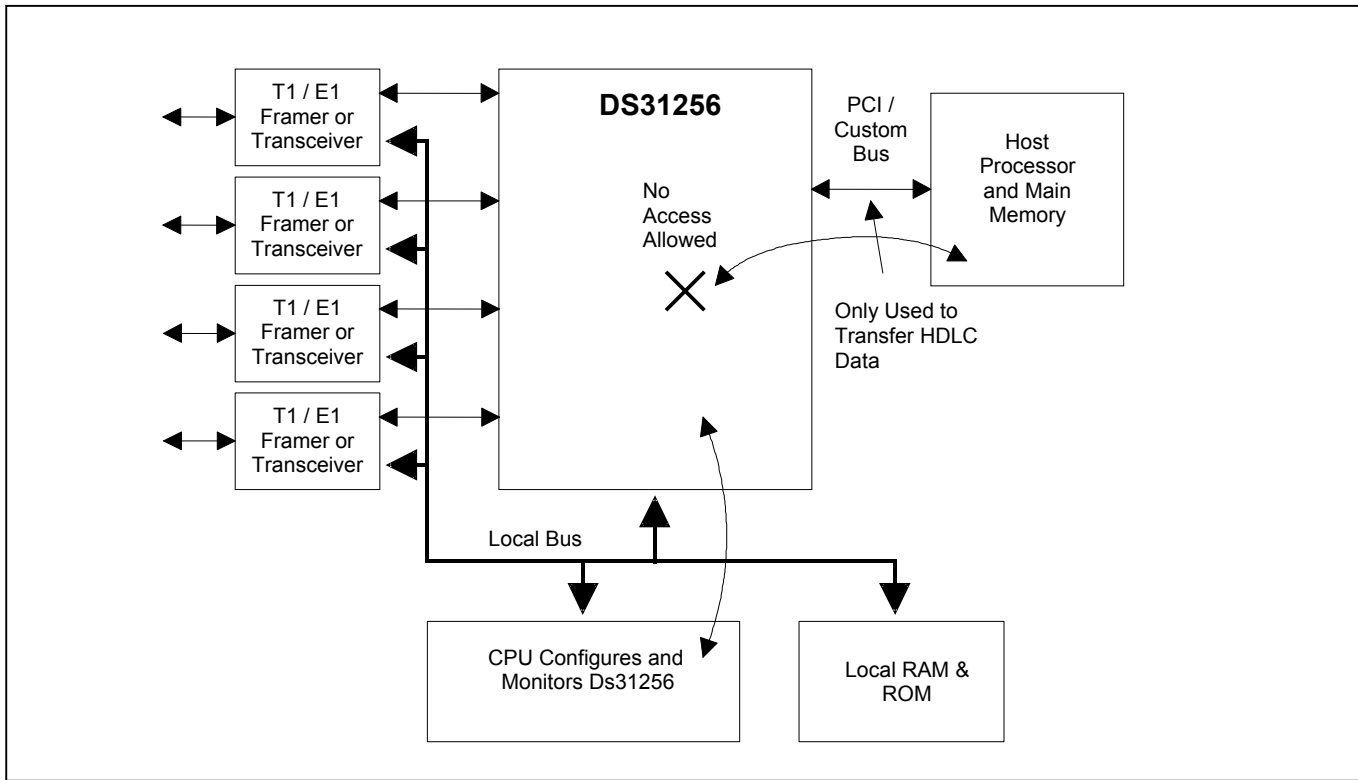 T1 / E1
Framer or
Transceiver
T1 / E1
Framer or
Transceiver
T1 / E1
Framer or
Transceiver
T1 / E1
Framer or
Transceiver
DS31256
No
Access
Allowed
PCI /
Custom
Bus
Host
Processor
and Main
Memory
Only Used to
Transfer HDLC
Data
Local Bus
CPU Configures and
Monitors Ds31256
Local RAM &
ROM